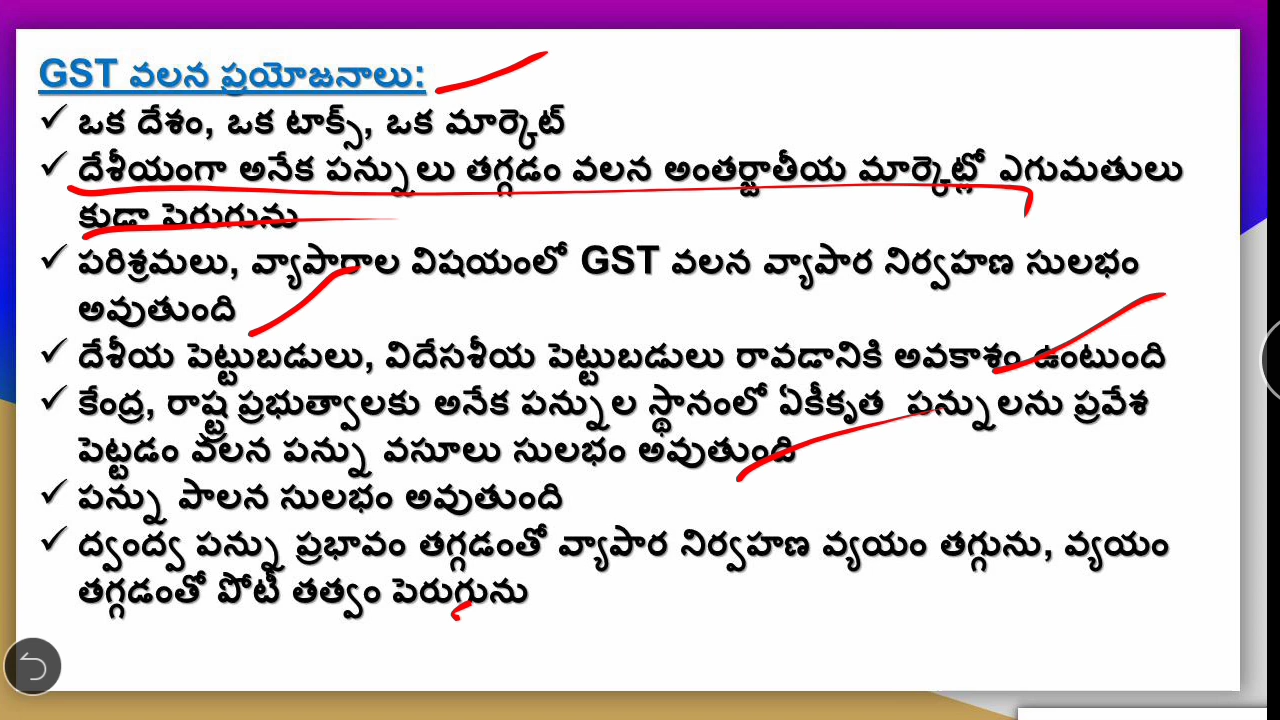 GST వలన ప్రయోజనాలు:
✓ ఒక దేశం, ఒక టాక్స్, ఒక మార్కెట్
✓ దేశీయంగా అనేక పన్నులు తగ్గడం వలన అంతర్జాతీయ మార్కెట్లో ఎగుమతులు
కుడా పెరుగును
✓ పరిశ్రమలు, వ్యాపారాల విషయంలో GST వలన వ్యాపార నిర్వహణ సులభం
అవుతుంది
✓ దేశీయ పెట్టుబడులు, విదేసశీయ పెట్టుబడులు రావడానికి అవకాశం ఉంటుంది
✓ కేంద్ర, రాష్ట్ర ప్రభుత్వాలకు అనేక పన్నుల స్థానంలో ఏకీకృత పన్నులను ప్రవేశ
పెట్టడం వలన పన్ను వసూలు సులభం అవుతుంది
✓ పన్ను పాలన సులభం అవుతుంది
✓ ద్వంద్వ పన్ను ప్రభావం తగ్గడంతో వ్యాపార నిర్వహణ వ్యయం తగ్గును, వ్యయం
తగ్గడంతో పోటీ తత్వం పెరుగును